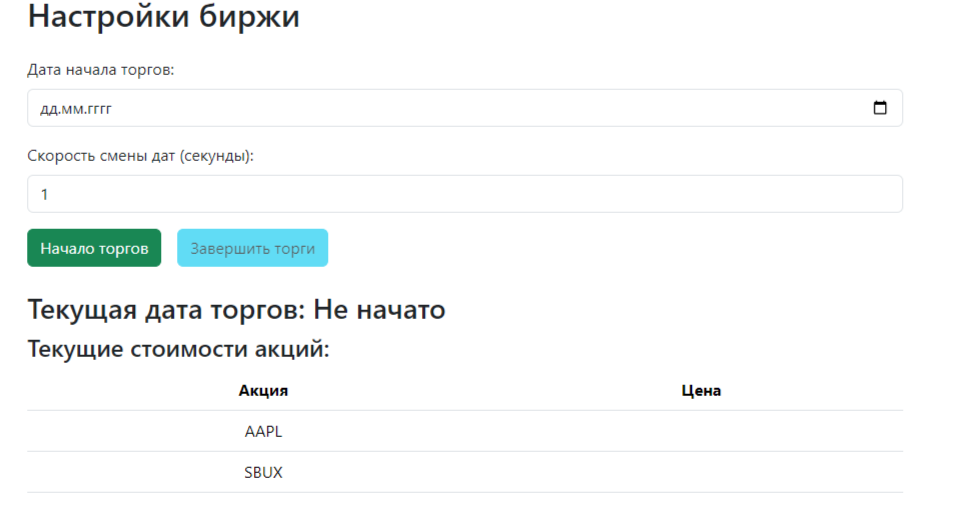 Настройки биржи
Дата начала торгов:
дд.мм.гггг
Скорость смены дат (секунды):
1
Начало торгов Завершить торги
Текущая дата торгов: Не начато
Текущие стоимости акций:
Акция Цена
AAPL
SBUX